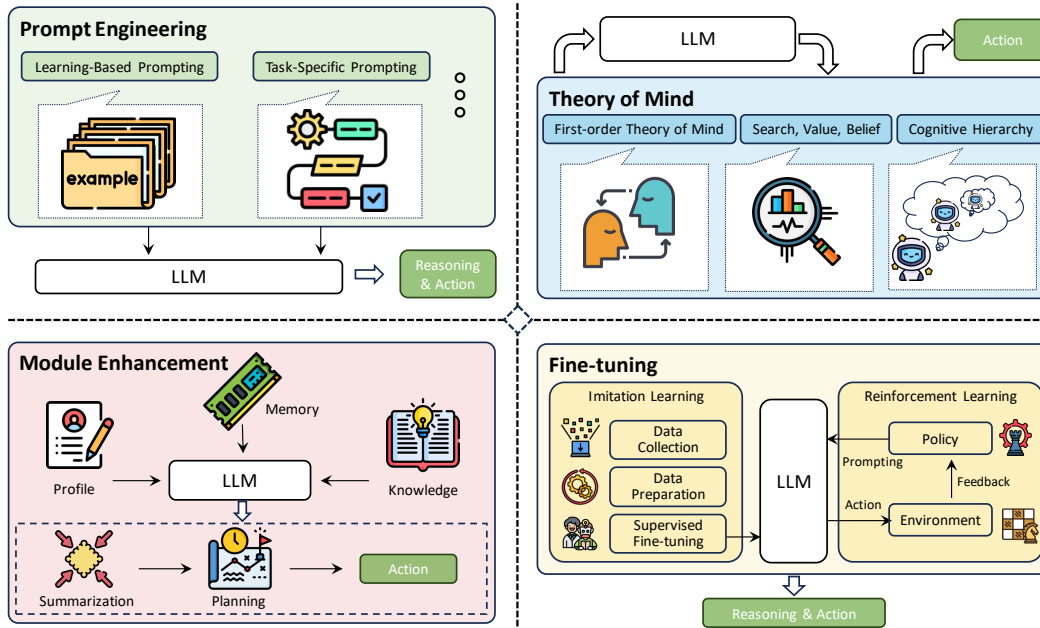 Prompt Engineering
Learning-Based Prompting
Task-Specific Prompting
example
LLM
Reasoning
& Action
LLM
Action
Theory of Mind
First-order Theory of Mind
Search, Value, Belief
Cognitive Hierarchy
Module Enhancement
Memory
Profile
LLM
Knowledge
Summarization
Planning
Action
Fine-tuning
Imitation Learning
Data
Collection
Data
Preparation
Supervised
Fine-tuning
LLM
Reinforcement Learning
Policy
Prompting
Feedback
Action
Environment
Reasoning & Action